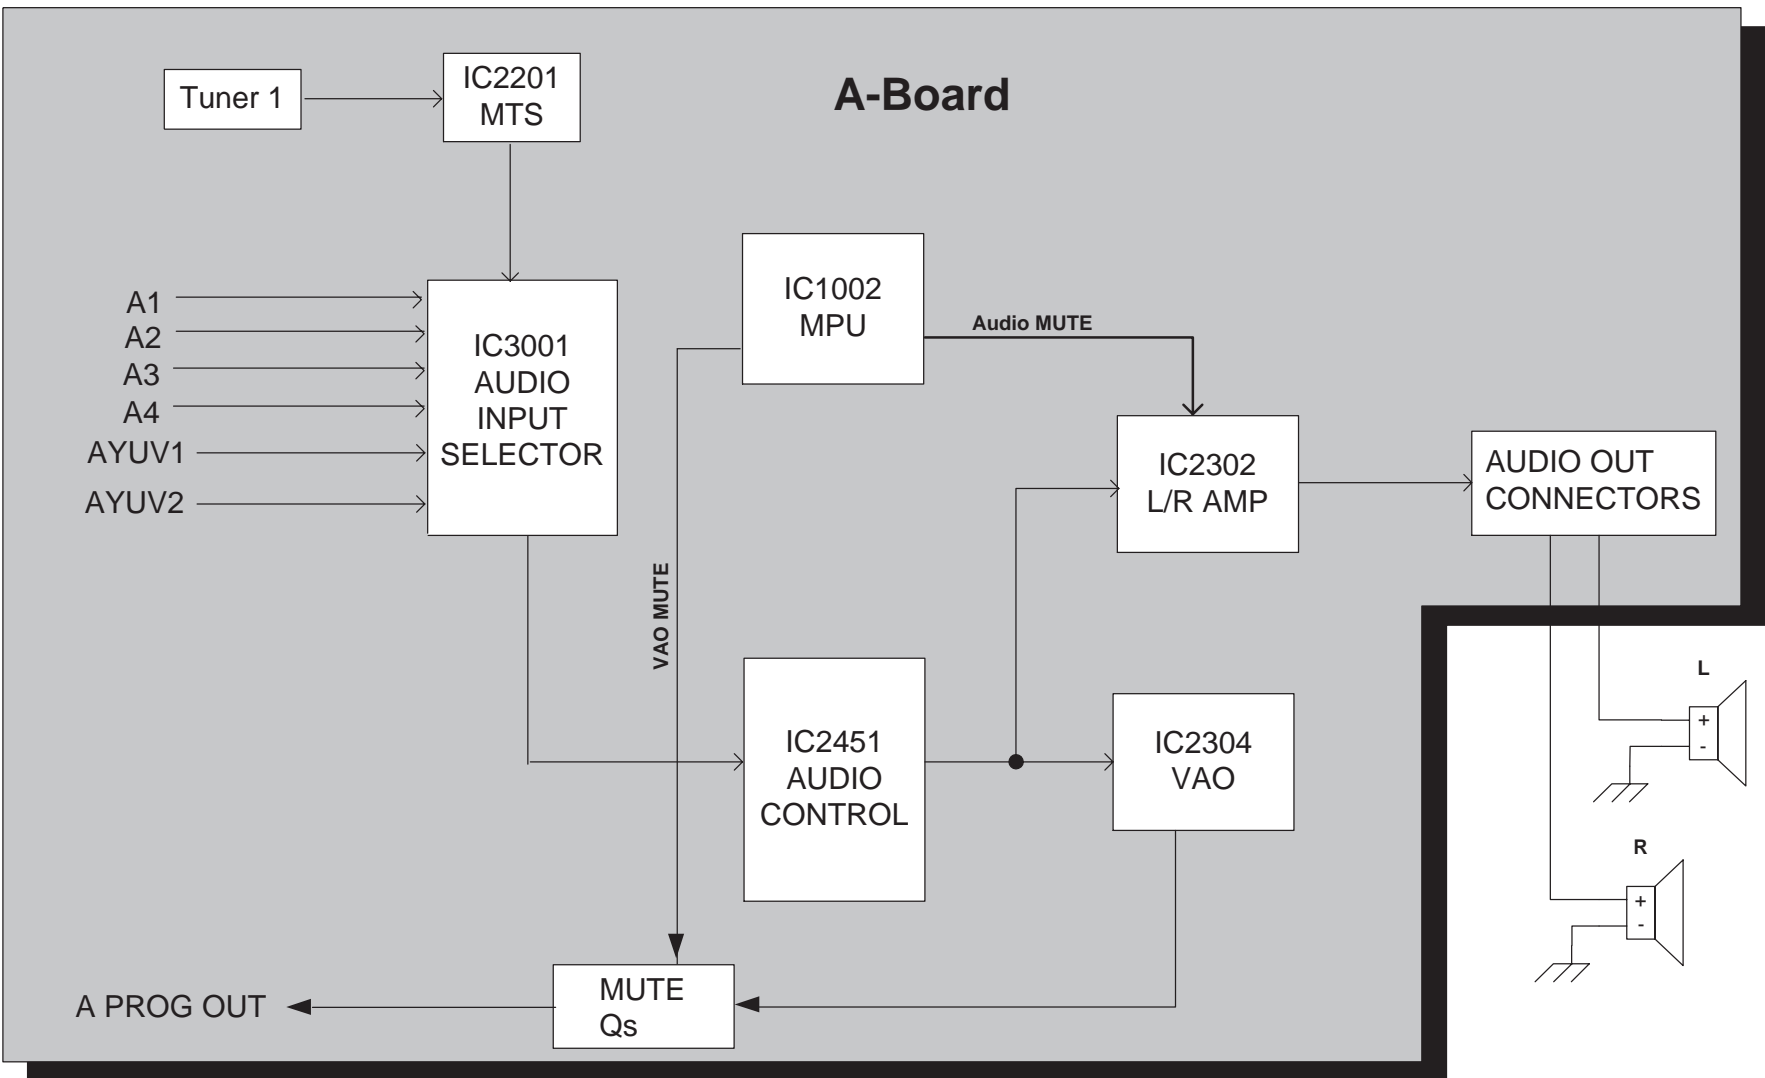 A-Board
Tuner 1
IC2201
MTS
A1
A2
A3
A4
AYUV1
AYUV2
IC3001
AUDIO
INPUT
SELECTOR
IC1002
MPU
Audio MUTE
VAO MUTE
IC2302
L/R AMP
AUDIO OUT
CONNECTORS
IC2451
AUDIO
CONTROL
IC2304
VAO
L
+
-
R
+
-
MUTE
Qs
A PROG OUT